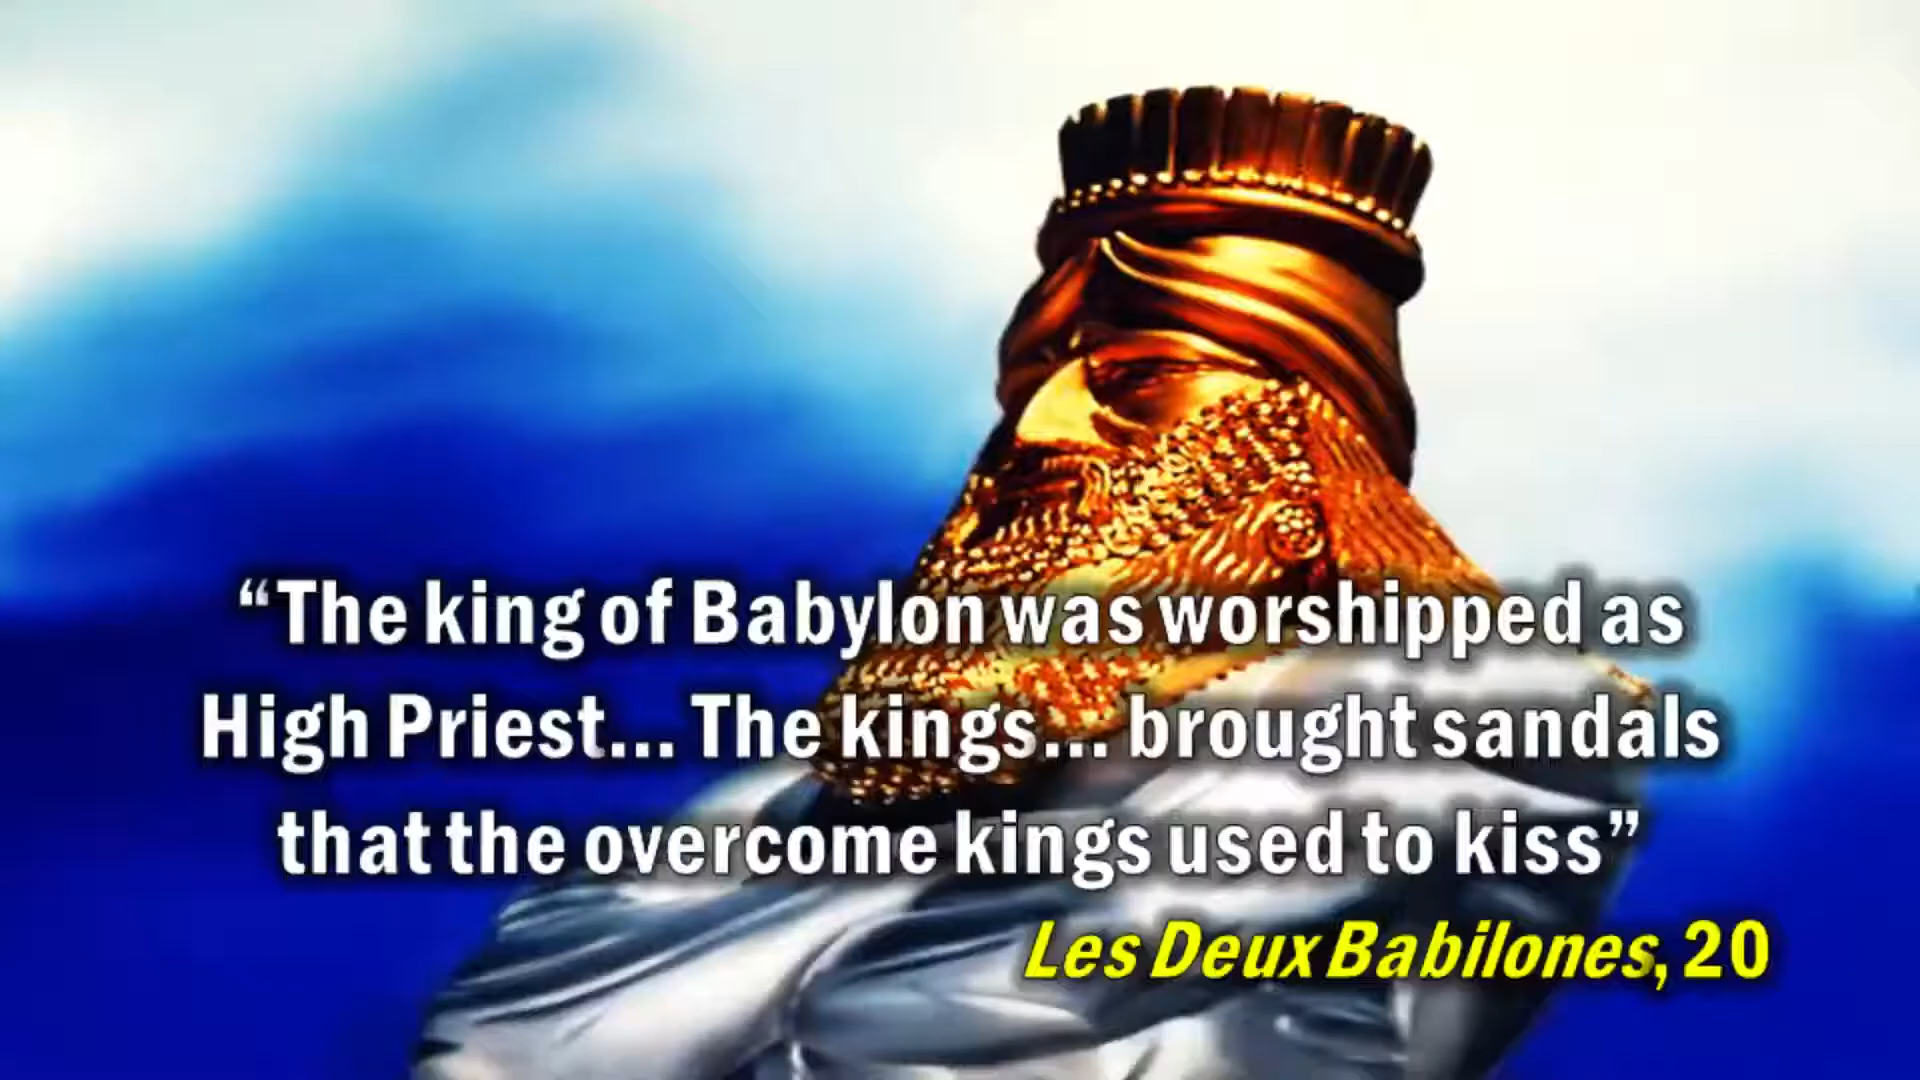 “The king of Babylon was worshipped as
High Priest... The kings... brought sandals
that the overcome kings used to kiss”
Les Deux Babilones, 20